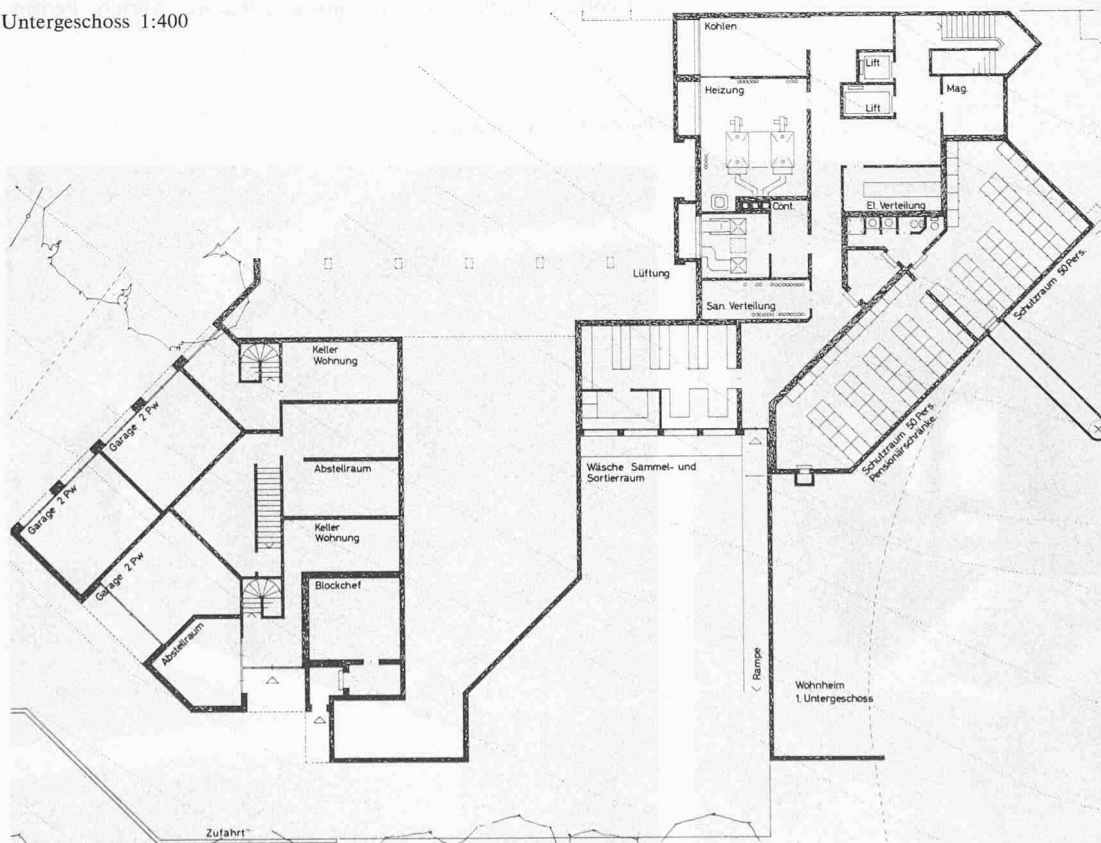 Untergeschoss 1:400
Kohlen
Lift
Heizung
Mag.
Lift
Cont.
El. Verteilung
Lüftung
San. Verteilung
Schutzraum 50 Pers.
Keller
Wohnung
Garage 2 Pw
Schutzraum 50 Pers.
Pensionärschränke
Abstellraum
Wäsche Sammel- und
Sortierraum
Garage 2 Pw
Keller
Wohnung
Garage 2 Pw
Blockchef
Abstellraum
Rampe
Wohnheim
1. Untergeschoss
Zufahrt